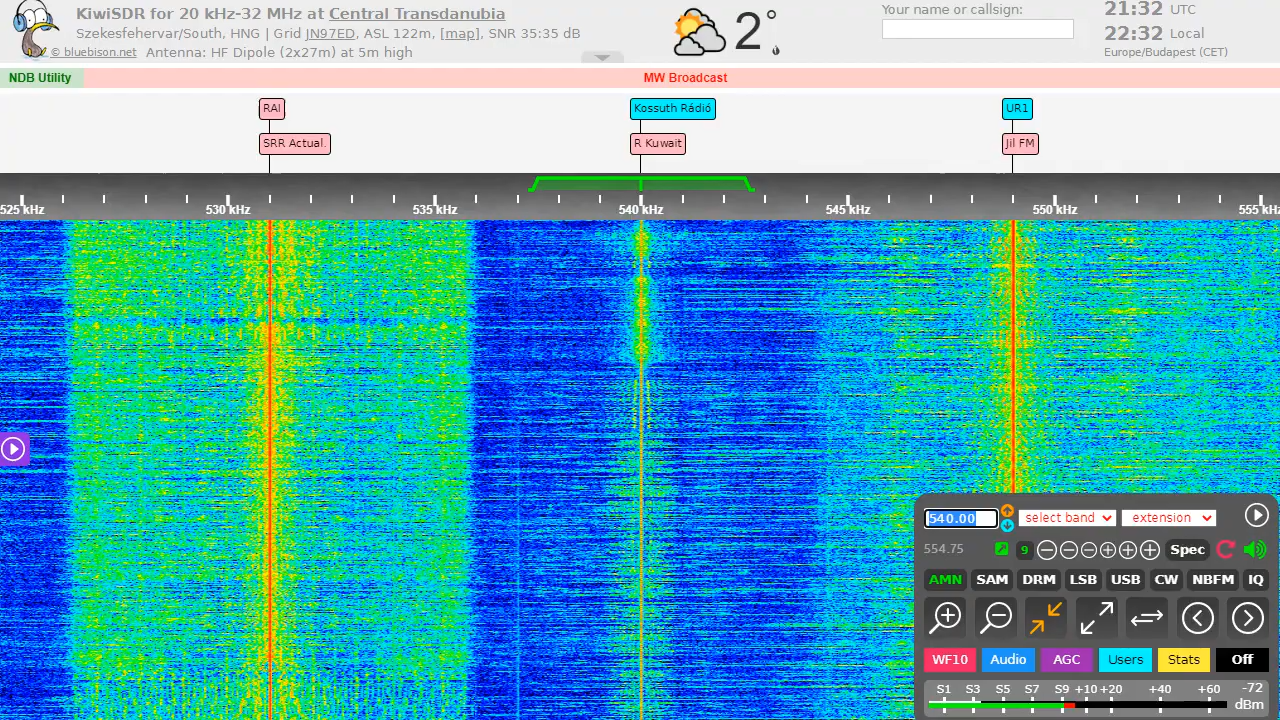 KiwiSDR for 20 kHz-32 MHz at Central Transdanubia
Szekesfehervar/South, HNG | Grid JN97ED, ASL 122m, [map], SNR 35:35 dB
© bluebison.net Antenna: HF Dipole (2x27m) at 5m high
2°
Your name or callsign:
21:32 UTC
22:32 Local
Europe/Budapest (CET)
NDB Utility MW Broadcast
RAI Kossuth Rádió UR1
SRR Actual. R Kuwait Jil FM
525 kHz 530 kHz 535 kHz 540 kHz 545 kHz 550 kHz 555 kHz
540.00 select band extension
554.75 9 Spec
AMN SAM DRM LSB USB CW NBFM IQ
WF10 Audio AGC Users Stats Off
S1 S3 S5 S7 S9 +10 +20 +40 +60 -72
dBm